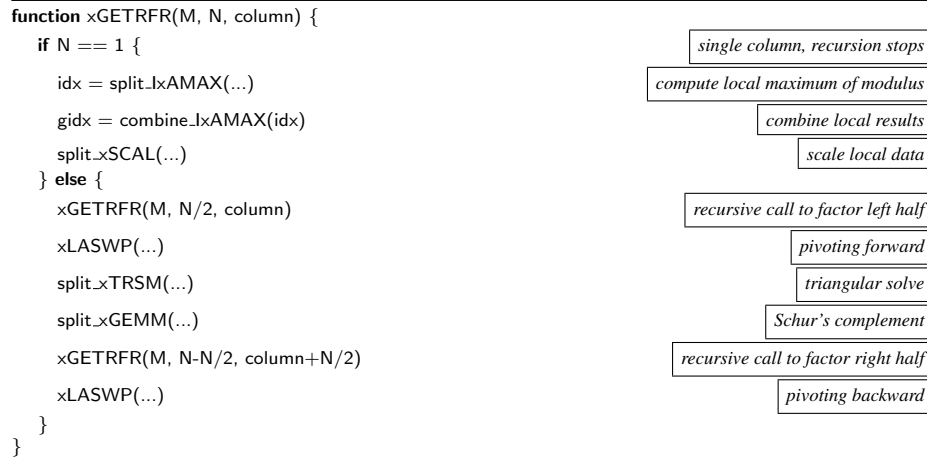 function xGETRFR(M, N, column) {
if N == 1 { single column, recursion stops
idx = split_IxAMAX(...) compute local maximum of modulus
gidx = combine_IxAMAX(idx) combine local results
split_xSCAL(...) scale local data
} else {
xGETRFR(M, N/2, column) recursive call to factor left half
xLASWP(...) pivoting forward
split_xTRSM(...) triangular solve
split_xGEMM(...) Schur's complement
xGETRFR(M, N-N/2, column+N/2) recursive call to factor right half
xLASWP(...) pivoting backward
}
}